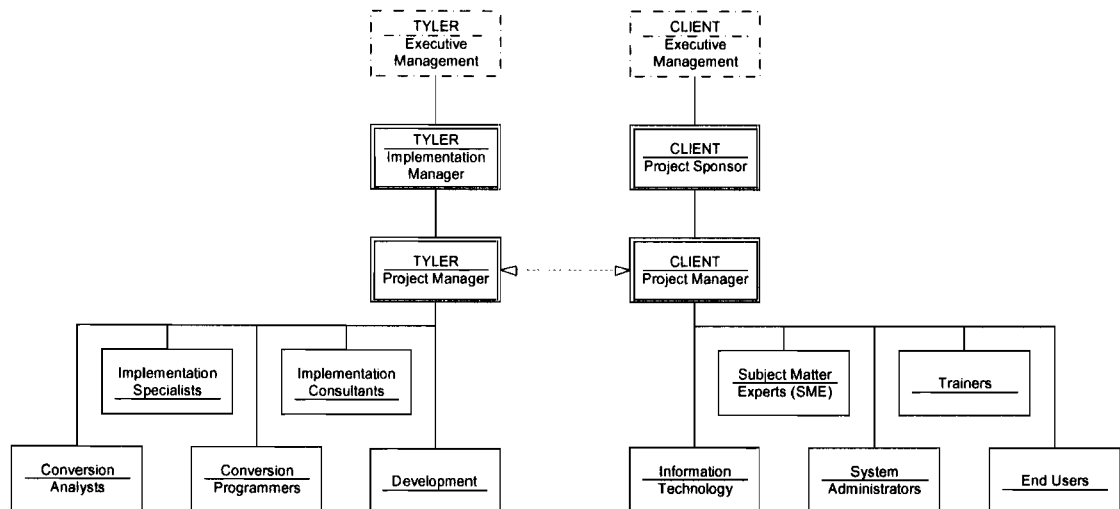 TYLER
Executive
Management
CLIENT
Executive
Management
TYLER
Implementation
Manager
CLIENT
Project Sponsor
TYLER
Project Manager
CLIENT
Project Manager
Implementation
Specialists
Implementation
Consultants
Subject Matter
Experts (SME)
Trainers
Conversion
Analysts
Conversion
Programmers
Development
Information
Technology
System
Administrators
End Users